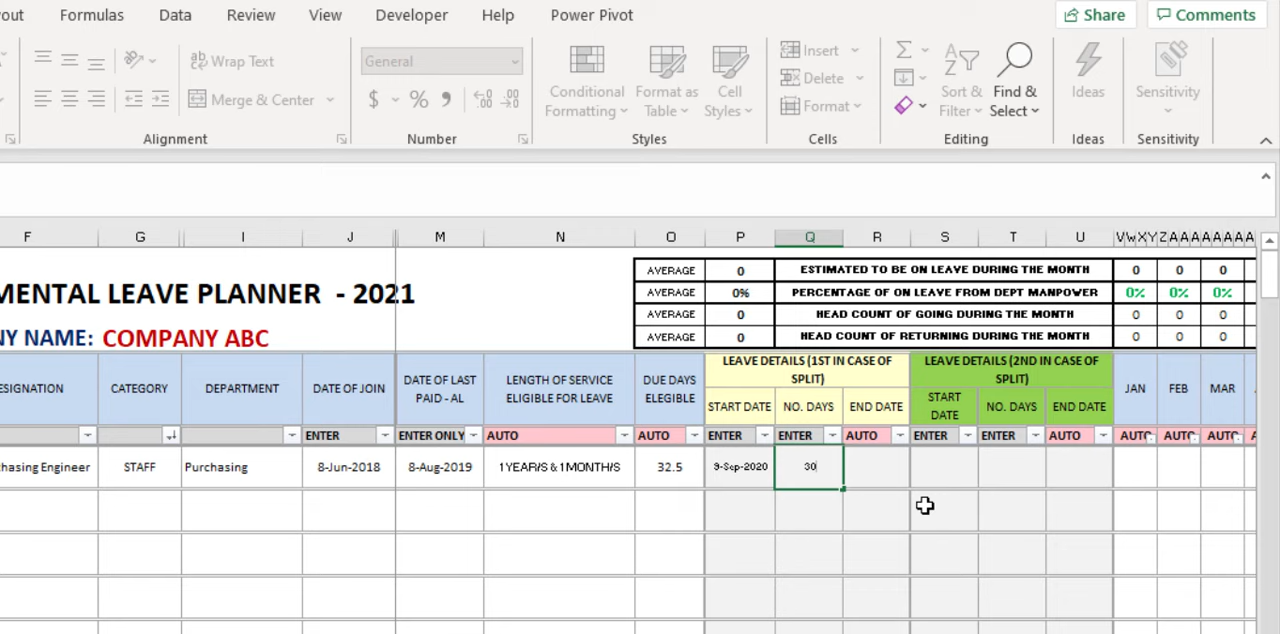 out Formulas Data Review View Developer Help Power Pivot Share Comments
Wrap Text General Insert
Merge & Center $ % Delete
Conditional Formatting Format as Table Cell Styles Format Sort & Filter Find & Select Ideas Sensitivity
Alignment Number Styles Cells Editing Ideas Sensitivity
F G I J M N O P Q R S T U V W X Y Z A A A A A A A A
MENTAL LEAVE PLANNER - 2021
NY NAME: COMPANY ABC
AVERAGE 0 ESTIMATED TO BE ON LEAVE DURING THE MONTH 0 0 0
AVERAGE 0% PERCENTAGE OF ON LEAVE FROM DEPT MANPOWER 0% 0% 0%
AVERAGE 0 HEAD COUNT OF GOING DURING THE MONTH 0 0 0
AVERAGE 0 HEAD COUNT OF RETURNING DURING THE MONTH 0 0 0
ESIGNATION CATEGORY DEPARTMENT DATE OF JOIN
DATE OF LAST
PAID - AL
LENGTH OF SERVICE
ELIGIBLE FOR LEAVE
DUE DAYS
ELEGIBLE
LEAVE DETAILS (1ST IN CASE OF
SPLIT)
START DATE NO. DAYS END DATE
LEAVE DETAILS (2ND IN CASE OF
SPLIT)
START
DATE
NO. DAYS END DATE
JAN FEB MAR
ENTER ENTER ONLY AUTO AUTO ENTER ENTER AUTO ENTER ENTER AUTO AUTO AUTO AUTO
hasing Engineer STAFF Purchasing 8-Jun-2018 8-Aug-2019 1 YEAR/S & 1 MONTH/S 32.5 9-Sep-2020 30